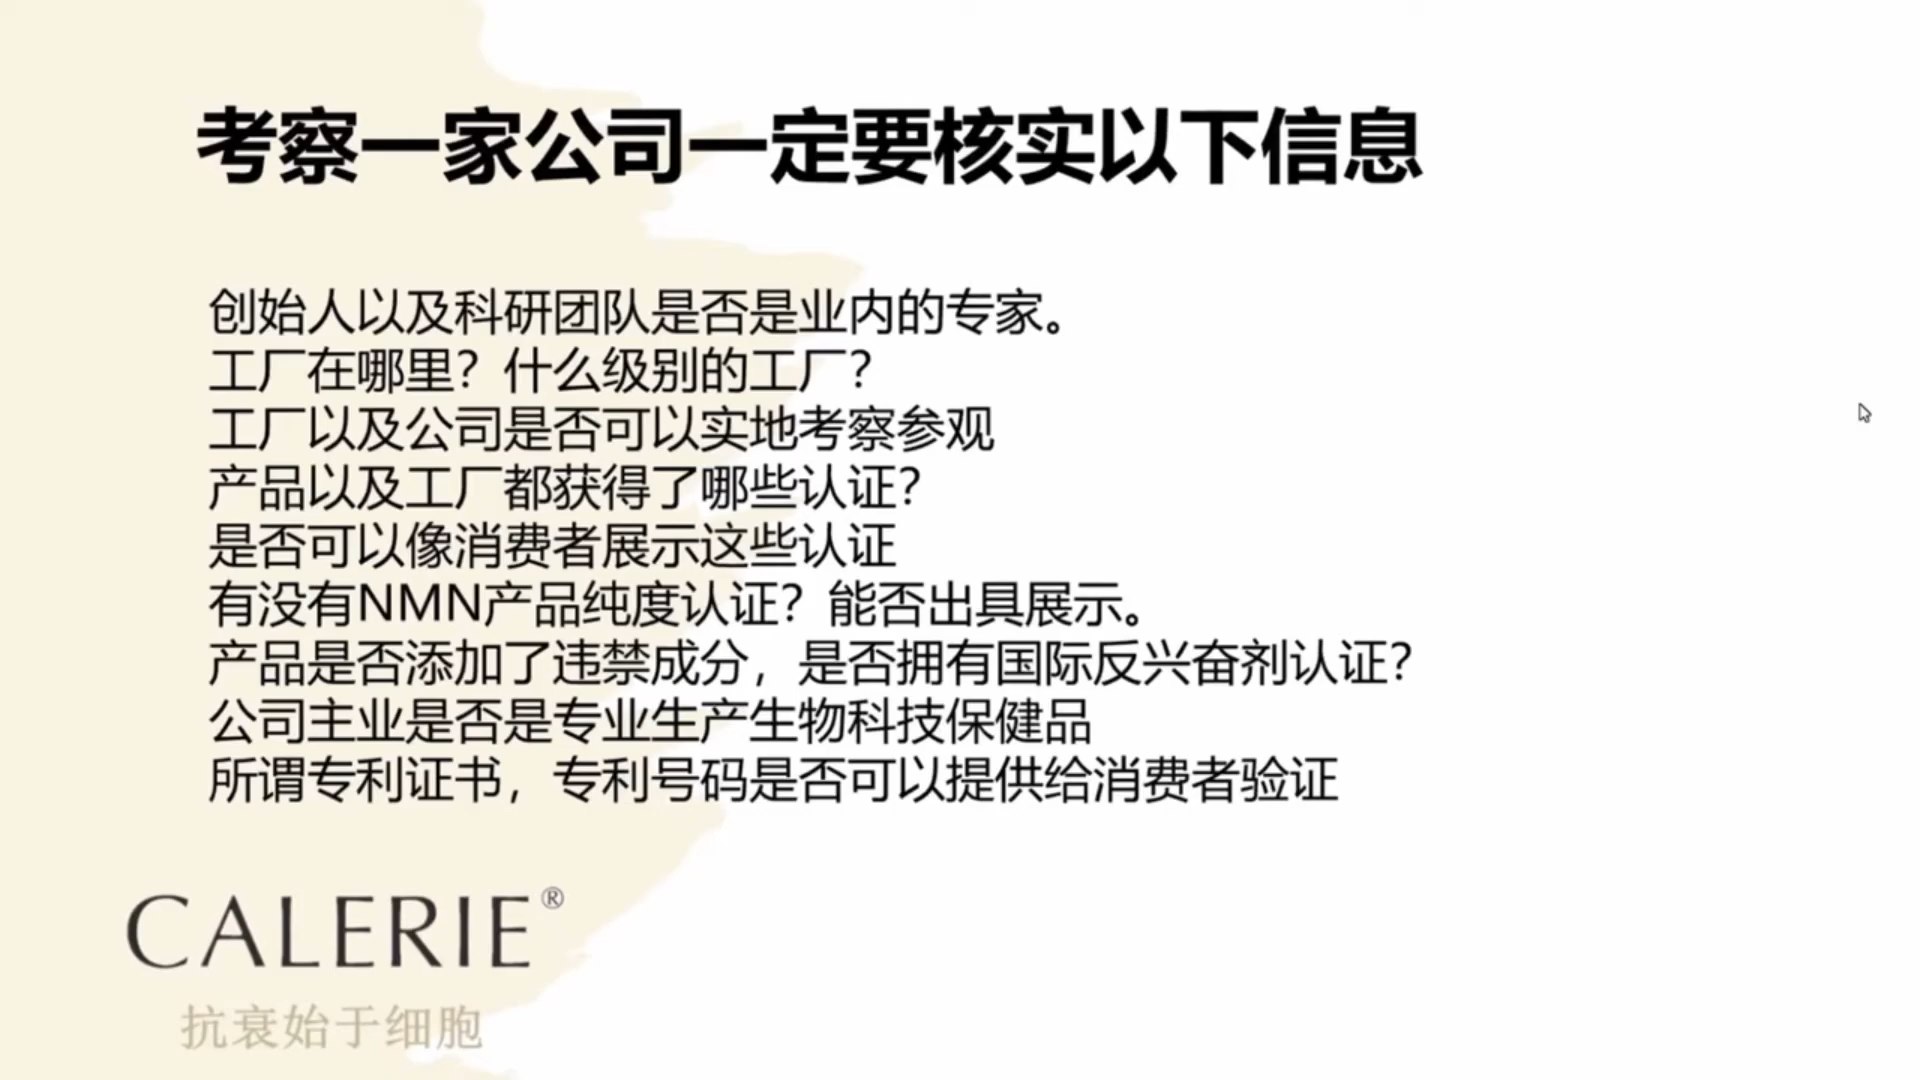 考察一家公司一定要核实以下信息
创始人以及科研团队是否是业内的专家。
工厂在哪里？什么级别的工厂？
工厂以及公司是否可以实地考察参观
产品以及工厂都获得了哪些认证？
是否可以像消费者展示这些认证
有没有NMN产品纯度认证？能否出具展示。
产品是否添加了违禁成分，是否拥有国际反兴奋剂认证？
公司主业是否是专业生产生物科技保健品
所谓专利证书，专利号码是否可以提供给消费者验证
CALERIE®
抗衰始于细胞